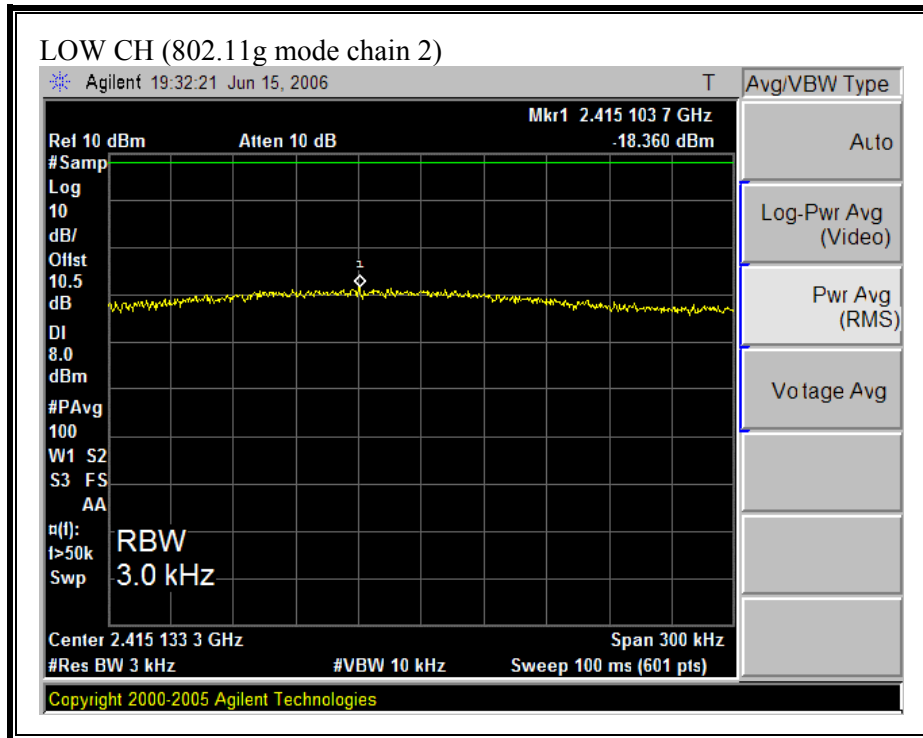 LOW CH (802.11g mode chain 2)
Agilent 19:32:21 Jun 15, 2006 T
Avg/VBW Type
Mkr1 2.415 103 7 GHz
Ref 10 dBm Atten 10 dB -18.360 dBm
#Samp
Log
10
dB/
Offst
10.5
dB
DI
8.0
dBm
#PAvg
100
W1 S2
S3 FS
AA
¤(f):
f>50k
Swp
1
RBW
3.0 kHz
Center 2.415 133 3 GHz Span 300 kHz
#Res BW 3 kHz #VBW 10 kHz Sweep 100 ms (601 pts)
Copyright 2000-2005 Agilent Technologies
Auto
Log-Pwr Avg
(Video)
Pwr Avg
(RMS)
Voltage Avg